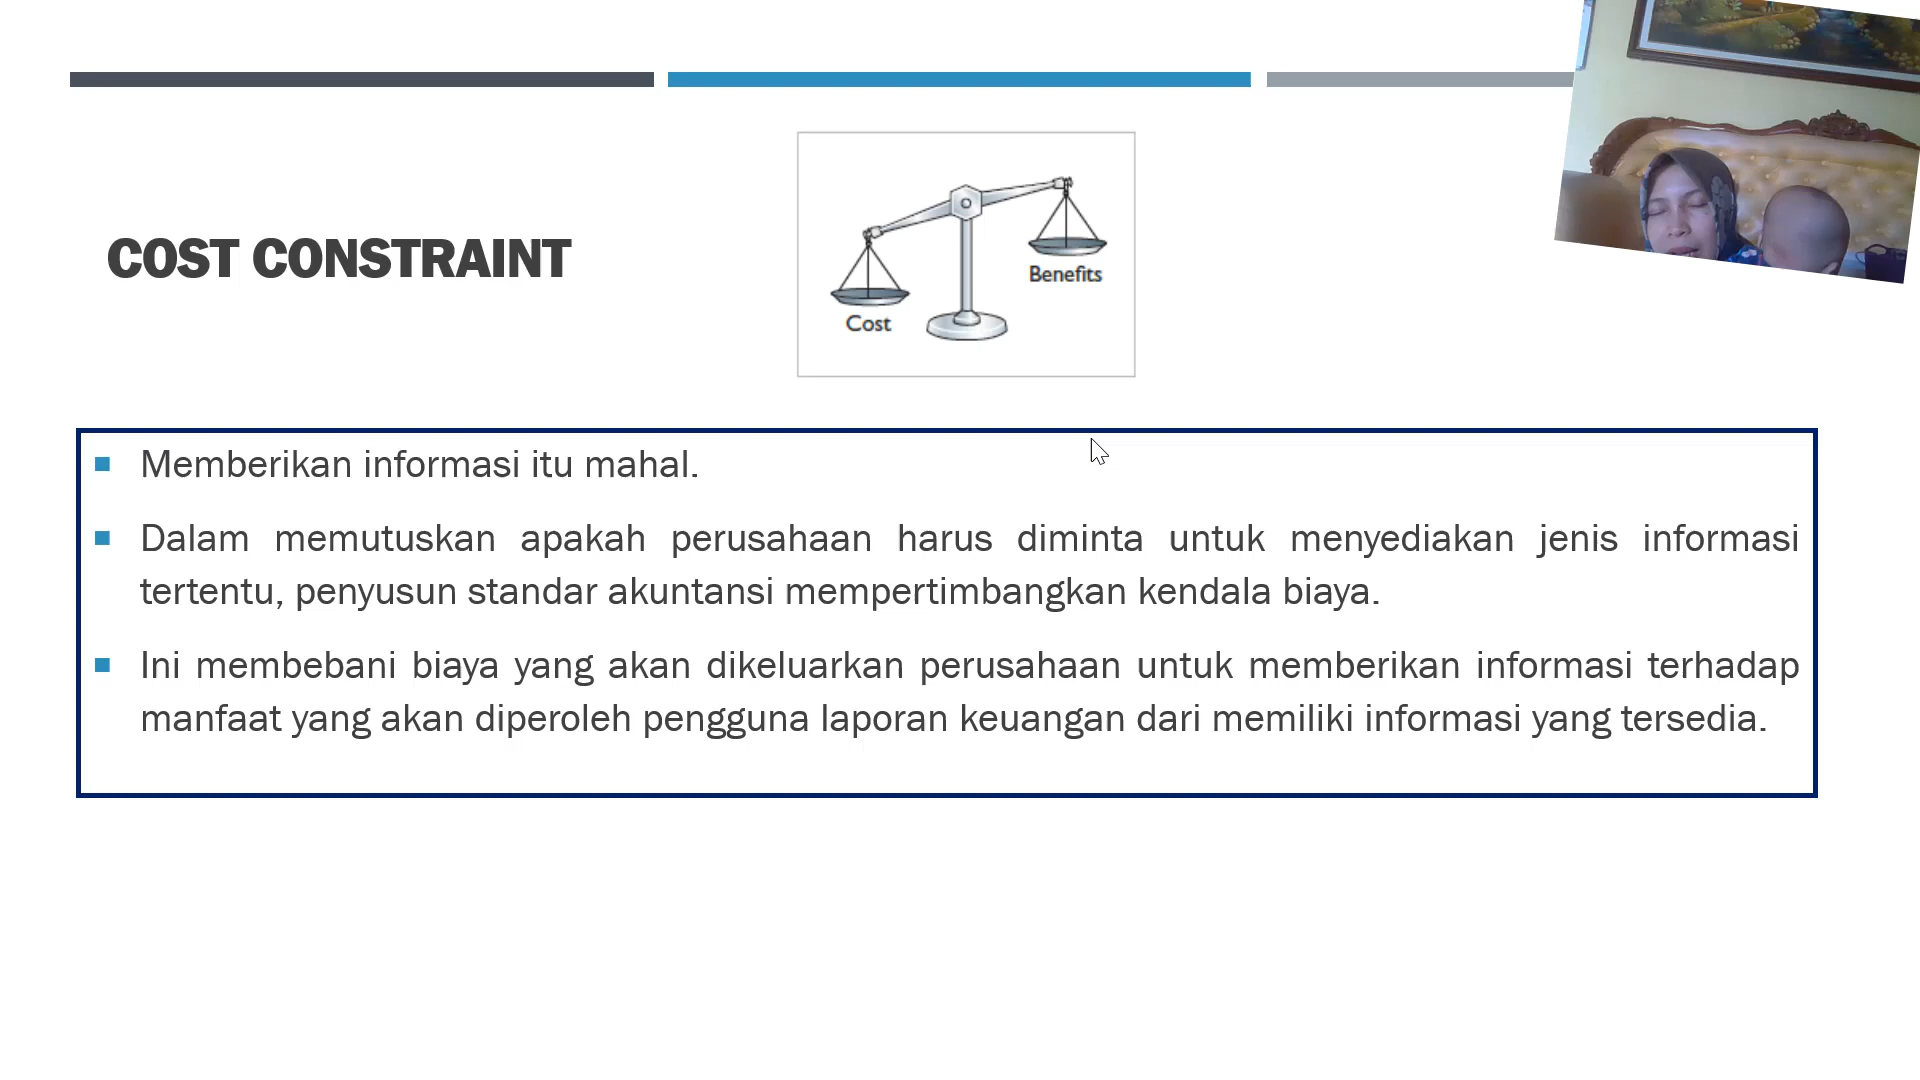 COST CONSTRAINT
Benefits
Cost
Memberikan informasi itu mahal.
Dalam memutuskan apakah perusahaan harus diminta untuk menyediakan jenis informasi
tertentu, penyusun standar akuntansi mempertimbangkan kendala biaya.
Ini membebani biaya yang akan dikeluarkan perusahaan untuk memberikan informasi terhadap
manfaat yang akan diperoleh pengguna laporan keuangan dari memiliki informasi yang tersedia.